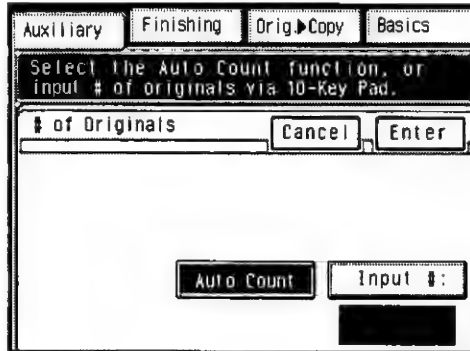 Auxiliary Finishing Orig.▶Copy Basics
Select the Auto Count function, or
input # of originals via 10-Key Pad.
# of Originals Cancel Enter
Auto Count Input #: